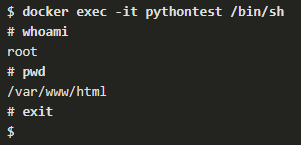 $ docker exec -it pythontest /bin/sh
# whoami
root
# pwd
/var/www/html
# exit
$